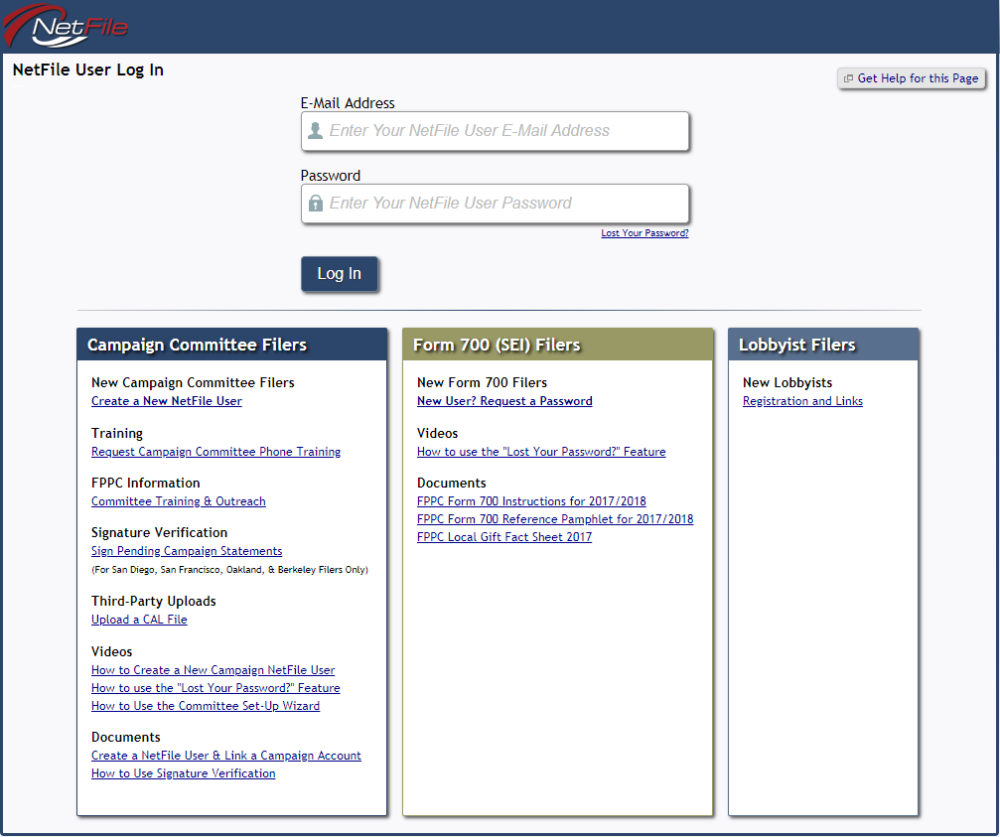 NetFile
NetFile User Log In
Get Help for this Page
E-Mail Address
Enter Your NetFile User E-Mail Address
Password
Enter Your NetFile User Password
Lost Your Password?
Log In
Campaign Committee Filers
New Campaign Committee Filers
Create a New NetFile User
Training
Request Campaign Committee Phone Training
FPPC Information
Committee Training & Outreach
Signature Verification
Sign Pending Campaign Statements
(For San Diego, San Francisco, Oakland, & Berkeley Filers Only)
Third-Party Uploads
Upload a CAL File
Videos
How to Create a New Campaign NetFile User
How to use the "Lost Your Password?" Feature
How to Use the Committee Set-Up Wizard
Documents
Create a NetFile User & Link a Campaign Account
How to Use Signature Verification
Form 700 (SEI) Filers
New Form 700 Filers
New User? Request a Password
Videos
How to use the "Lost Your Password?" Feature
Documents
FPPC Form 700 Instructions for 2017/2018
FPPC Form 700 Reference Pamphlet for 2017/2018
FPPC Local Gift Fact Sheet 2017
Lobbyist Filers
New Lobbyists
Registration and Links